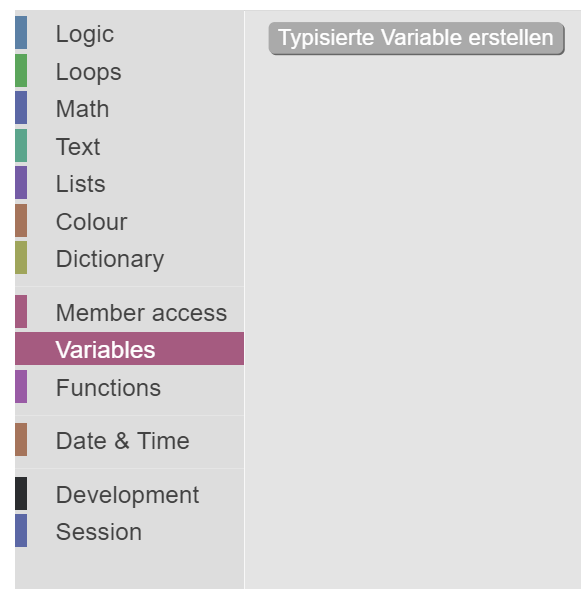 Logic
Loops
Math
Text
Lists
Colour
Dictionary
Member access
Variables
Functions
Date & Time
Development
Session
Typisierte Variable erstellen